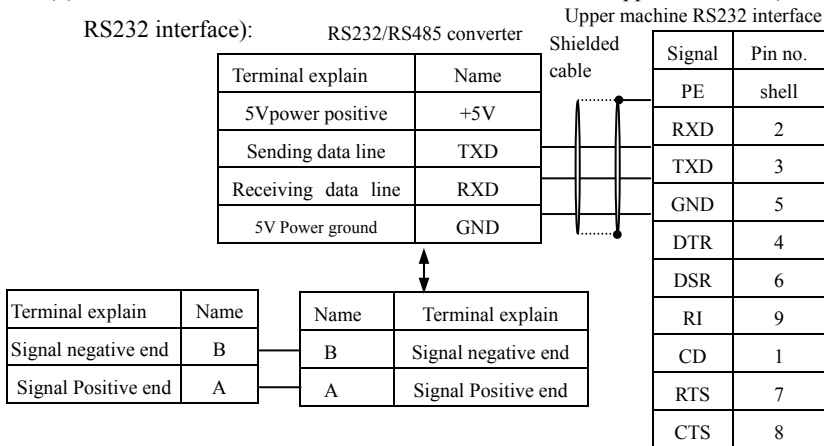 Upper machine RS232 interface
RS232 interface):
RS232/RS485 converter
Shielded
cable
Terminal explain Name
5Vpower positive +5V
Sending data line TXD
Receiving data line RXD
5V Power ground GND
Signal Pin no.
PE shell
RXD 2
TXD 3
GND 5
DTR 4
DSR 6
RI 9
CD 1
RTS 7
CTS 8
Terminal explain Name
Signal negative end B
Signal Positive end A
Name Terminal explain
B Signal negative end
A Signal Positive end